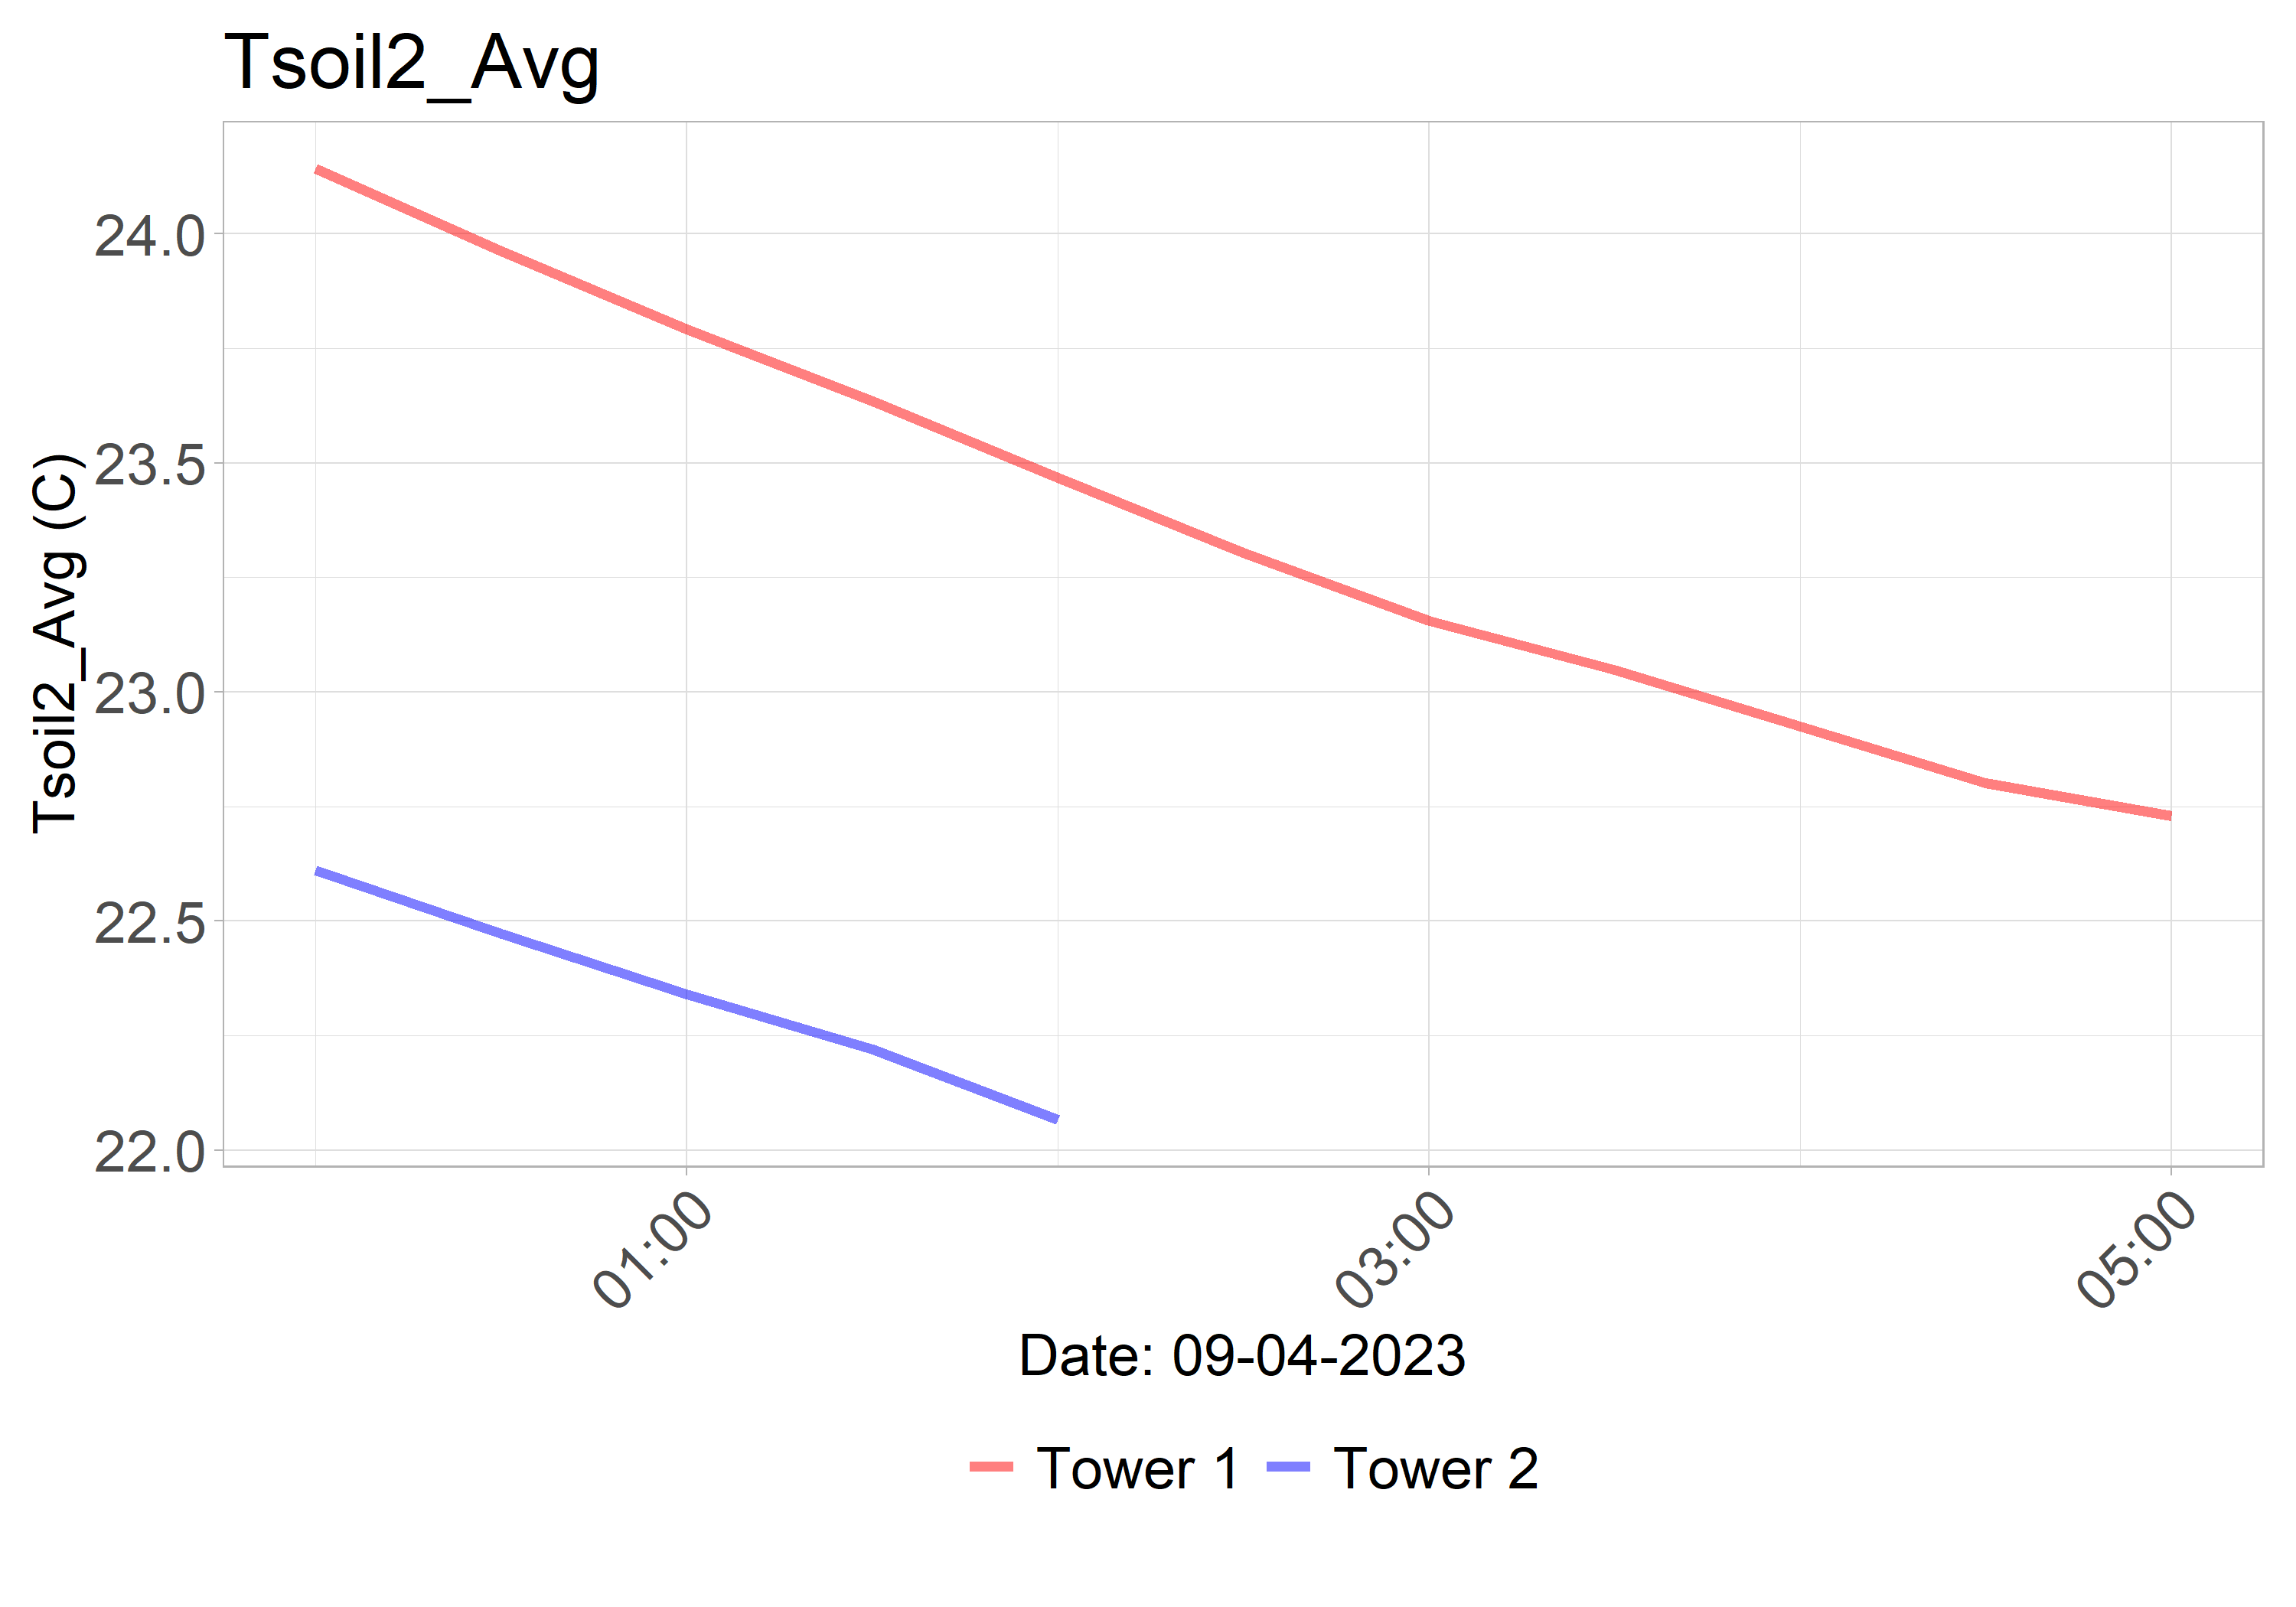 Tsoil2_Avg
Tsoil2_Avg (C)
24.0
23.5
23.0
22.5
22.0
01:00
03:00
05:00
Date: 09-04-2023
Tower 1
Tower 2